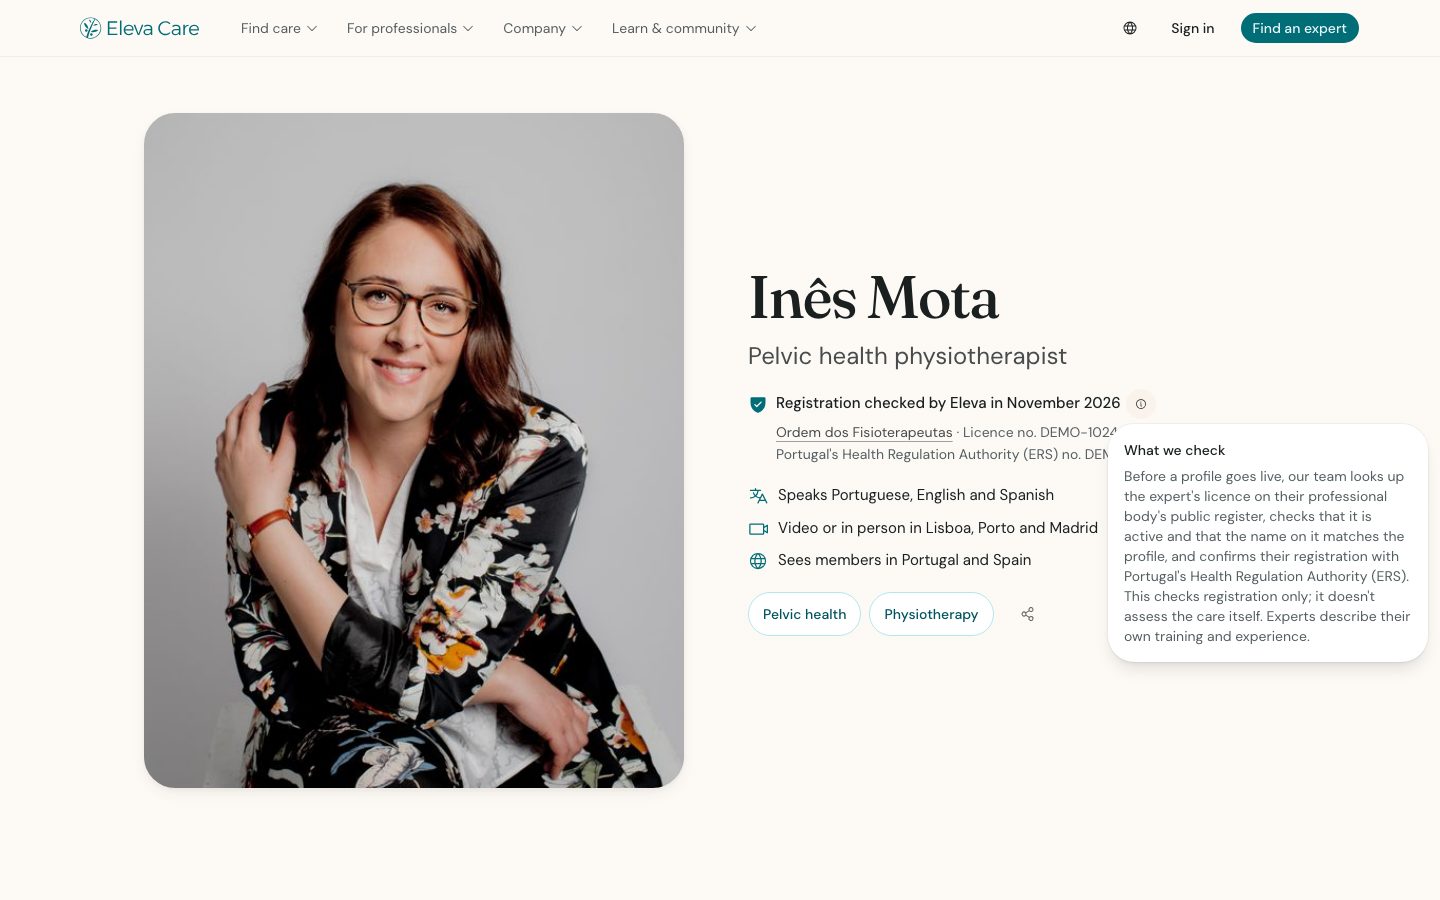 Eleva Care
Find care
For professionals
Company
Learn & community
Sign in
Find an expert
Inês Mota
Pelvic health physiotherapist
Registration checked by Eleva in November 2026
Ordem dos Fisioterapeutas · Licence no. DEMO-1024
Portugal's Health Regulation Authority (ERS) no.
What we check
Before a profile goes live, our team looks up
the expert's licence on their professional
body's public register, checks that it is
active and that the name on it matches the
profile, and confirms their registration with
Portugal's Health Regulation Authority (ERS).
This checks registration only; it doesn't
assess the care itself. Experts describe their
own training and experience.
Speaks Portuguese, English and Spanish
Video or in person in Lisboa, Porto and Madrid
Sees members in Portugal and Spain
Pelvic health
Physiotherapy